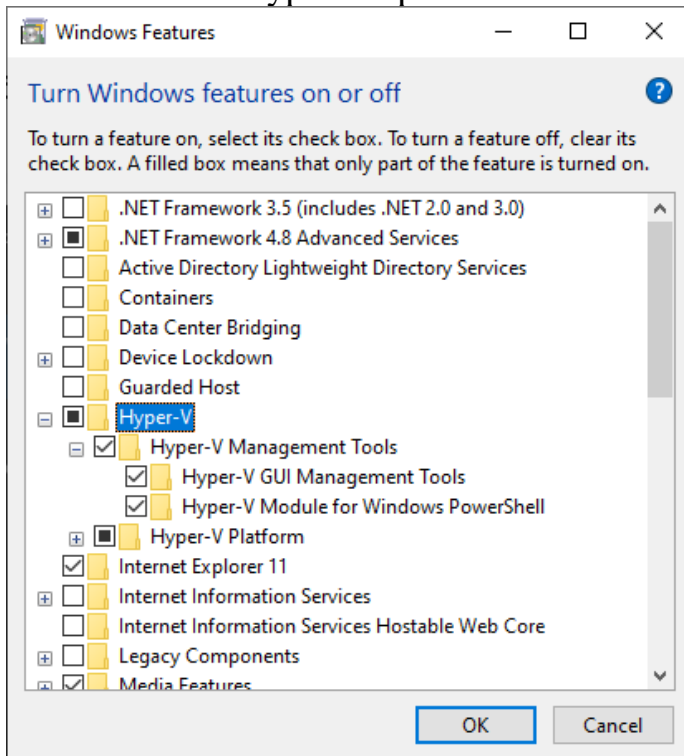 Windows Features
Turn Windows features on or off
To turn a feature on, select its check box. To turn a feature off, clear its
check box. A filled box means that only part of the feature is turned on.
.NET Framework 3.5 (includes .NET 2.0 and 3.0)
.NET Framework 4.8 Advanced Services
Active Directory Lightweight Directory Services
Containers
Data Center Bridging
Device Lockdown
Guarded Host
Hyper-V
Hyper-V Management Tools
Hyper-V GUI Management Tools
Hyper-V Module for Windows PowerShell
Hyper-V Platform
Internet Explorer 11
Internet Information Services
Internet Information Services Hostable Web Core
Legacy Components
Media Features
OK Cancel